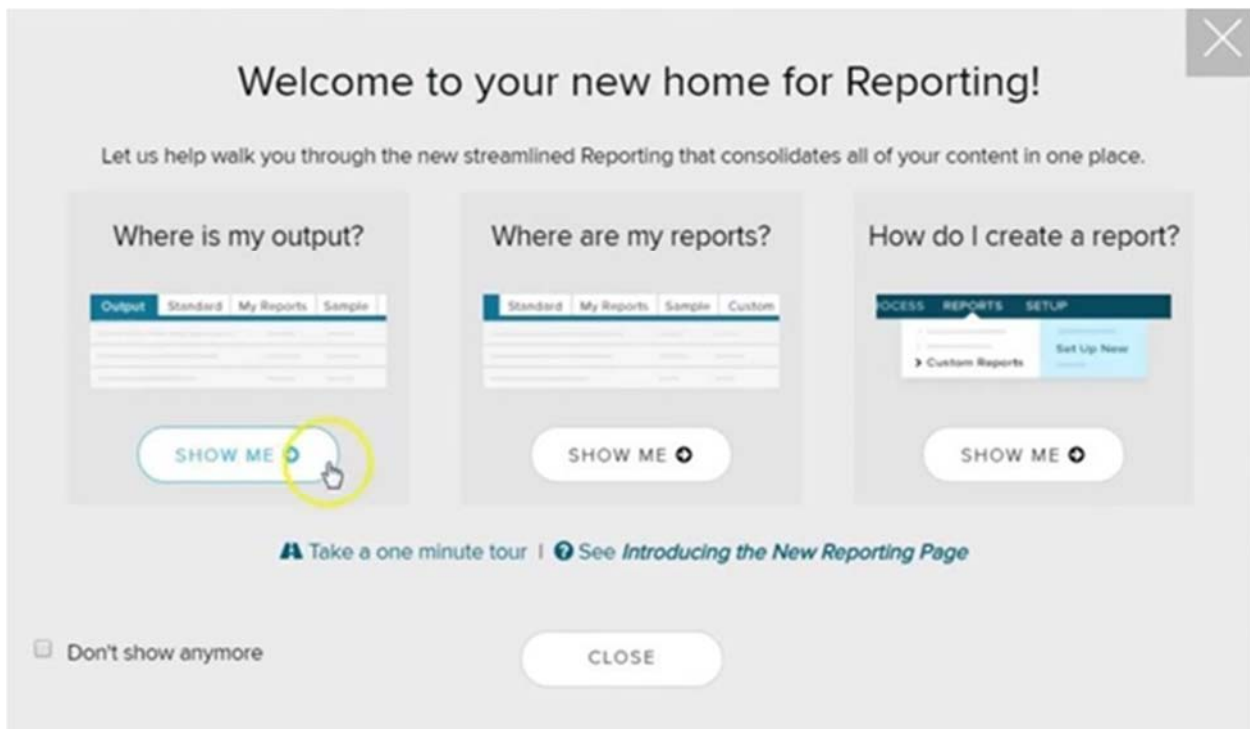 Welcome to your new home for Reporting!
Let us help walk you through the new streamlined Reporting that consolidates all of your content in one place.
Where is my output?
Where are my reports?
How do I create a report?
Output Standard My Reports Sample
Standard My Reports Sample Custom
OCESS REPORTS SETUP
Set Up New
Custom Reports
SHOW ME
SHOW ME
SHOW ME
Take a one minute tour | See Introducing the New Reporting Page
Don't show anymore
CLOSE